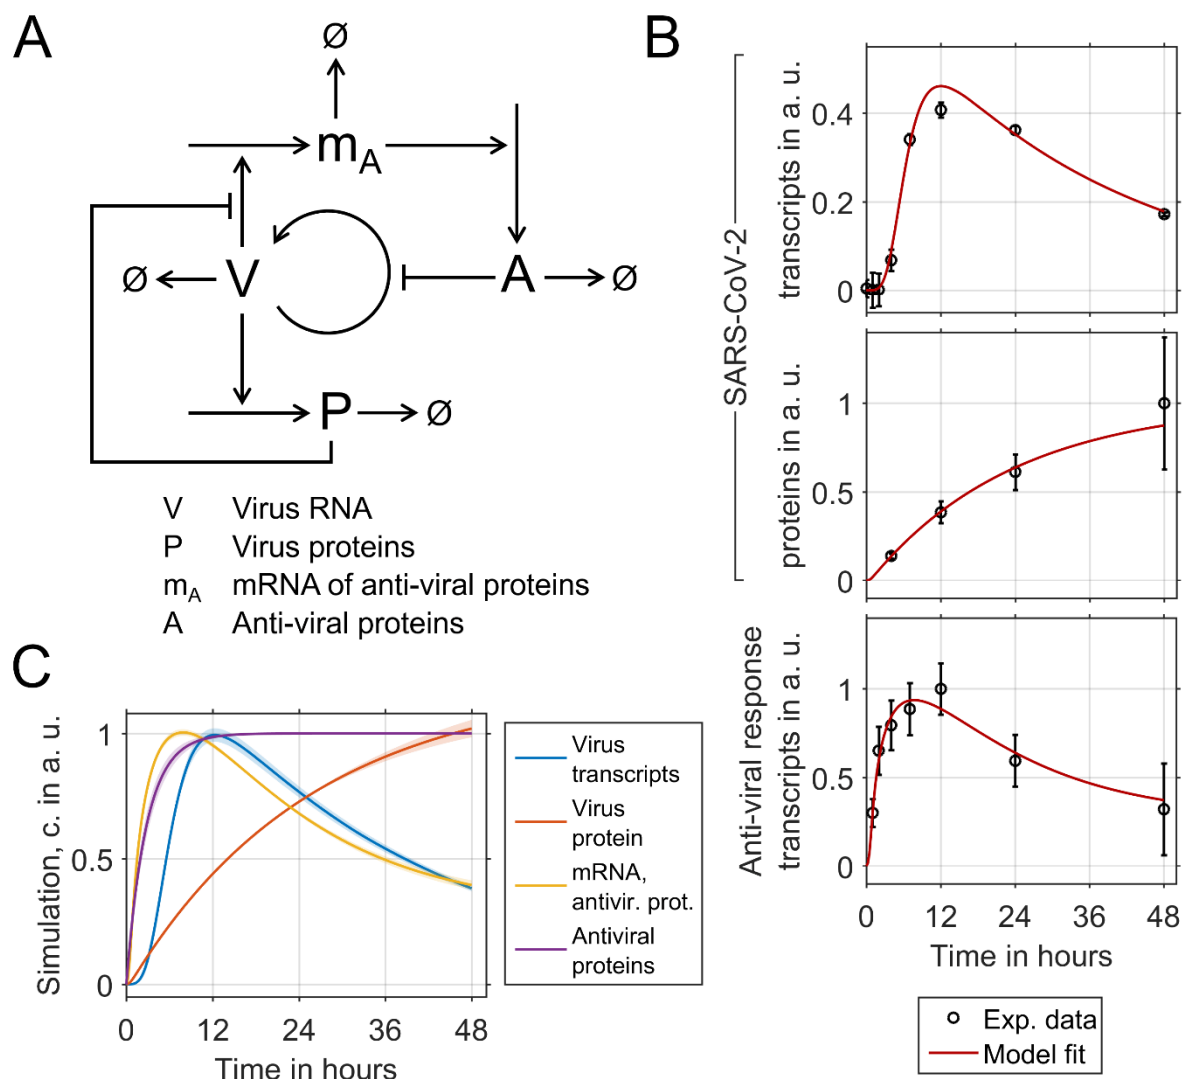 A
Ø
mA
V
Ø
A
Ø
P
Ø
V Virus RNA
P Virus proteins
mA mRNA of anti-viral proteins
A Anti-viral proteins
B
SARS-CoV-2
transcripts in a. u.
0.4
0.2
0
proteins in a. u.
1
0.5
0
Anti-viral response
transcripts in a. u.
1
0.5
0
0 12 24 36 48
Time in hours
Exp. data
Model fit
C
Simulation, c. in a. u.
1
0.5
0
0 12 24 36 48
Time in hours
Virus
transcripts
Virus
protein
mRNA,
antivir. prot.
Antiviral
proteins